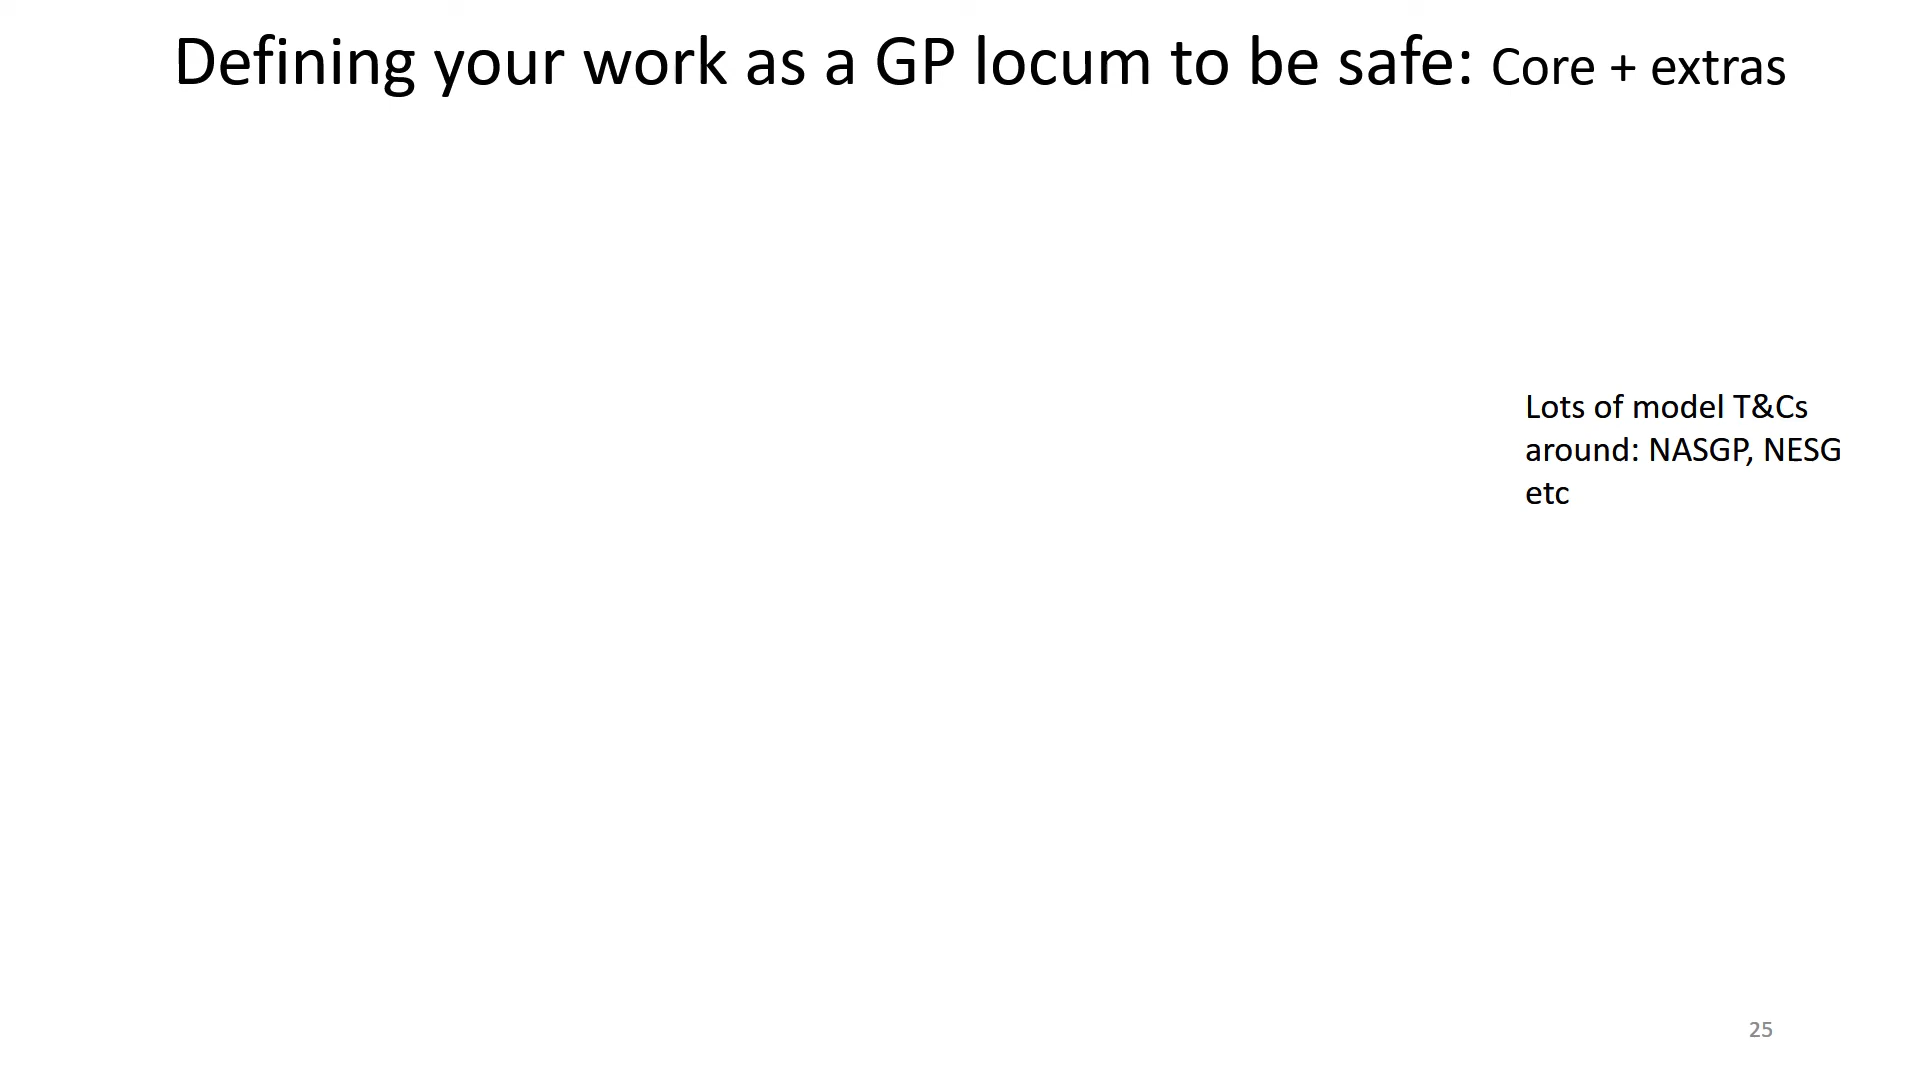 Defining your work as a GP locum to be safe: Core + extras
Lots of model T&Cs
around: NASGP, NESG
etc
25